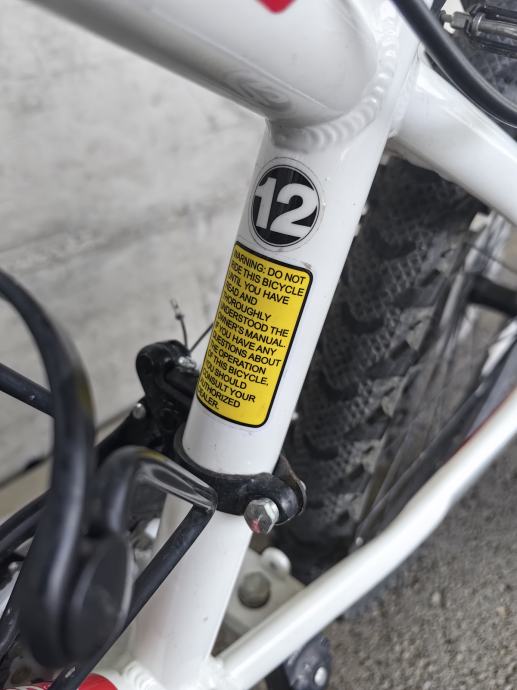 12
WARNING: DO NOT
RIDE THIS BICYCLE
UNTIL YOU HAVE
READ AND
THOROUGHLY
UNDERSTOOD THE
OWNER'S MANUAL.
IF YOU HAVE ANY
QUESTIONS ABOUT
THE OPERATION
OF THIS BICYCLE,
YOU SHOULD
CONSULT YOUR
AUTHORIZED
DEALER.